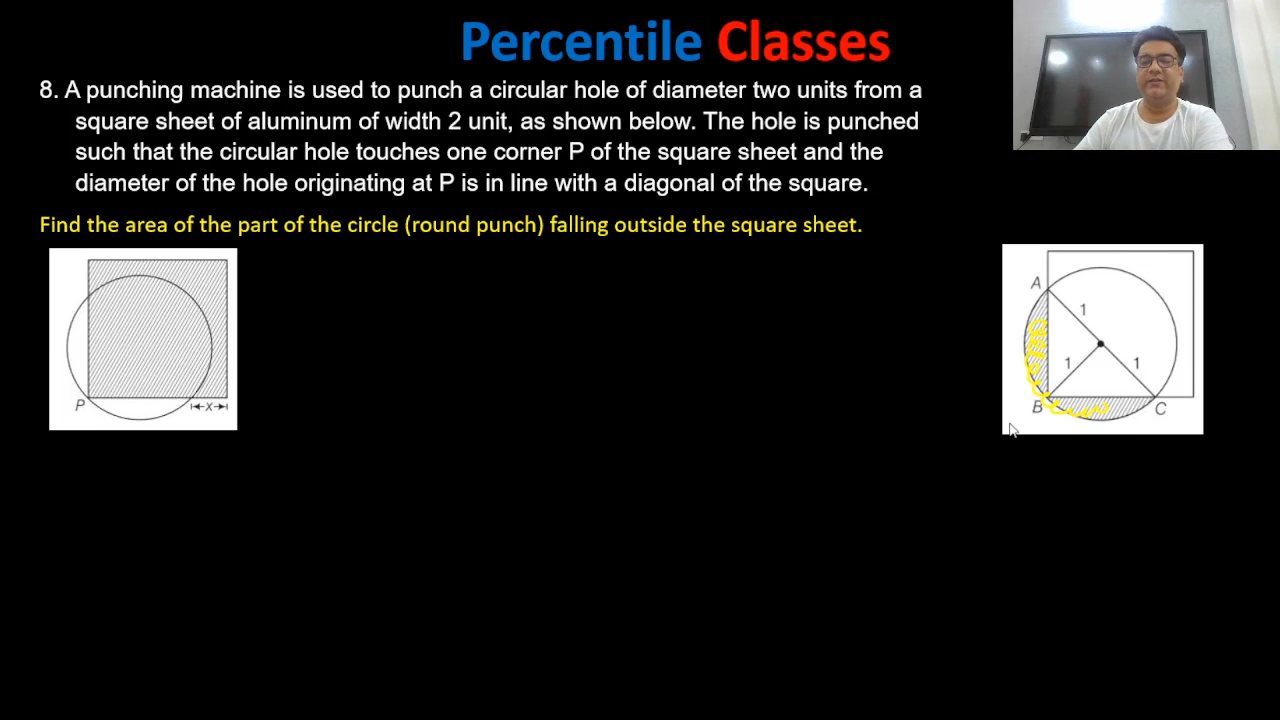 Percentile Classes
8. A punching machine is used to punch a circular hole of diameter two units from a
square sheet of aluminum of width 2 unit, as shown below. The hole is punched
such that the circular hole touches one corner P of the square sheet and the
diameter of the hole originating at P is in line with a diagonal of the square.
Find the area of the part of the circle (round punch) falling outside the square sheet.
P
x
A
1
1
1
B
C